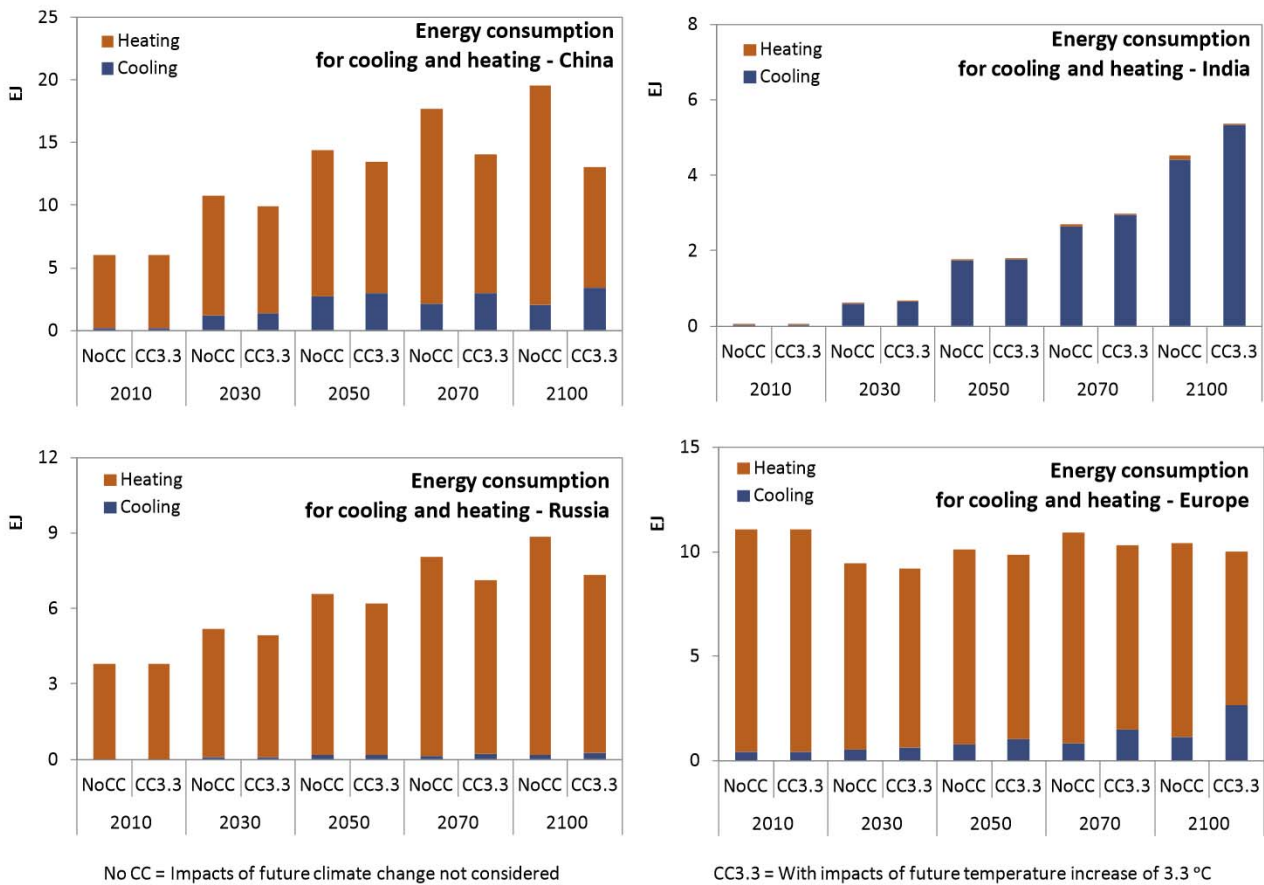 Energy consumption
for cooling and heating - China
Heating
Cooling
EJ
25
20
15
10
5
0
NoCC CC3.3 NoCC CC3.3 NoCC CC3.3 NoCC CC3.3 NoCC CC3.3
2010 2030 2050 2070 2100
Energy consumption
for cooling and heating - India
Heating
Cooling
EJ
8
6
4
2
0
NoCC CC3.3 NoCC CC3.3 NoCC CC3.3 NoCC CC3.3 NoCC CC3.3
2010 2030 2050 2070 2100
Energy consumption
for cooling and heating - Russia
Heating
Cooling
EJ
12
9
6
3
0
NoCC CC3.3 NoCC CC3.3 NoCC CC3.3 NoCC CC3.3 NoCC CC3.3
2010 2030 2050 2070 2100
Energy consumption
for cooling and heating - Europe
Heating
Cooling
EJ
15
10
5
0
NoCC CC3.3 NoCC CC3.3 NoCC CC3.3 NoCC CC3.3 NoCC CC3.3
2010 2030 2050 2070 2100
No CC = Impacts of future climate change not considered
CC3.3 = With impacts of future temperature increase of 3.3 °C